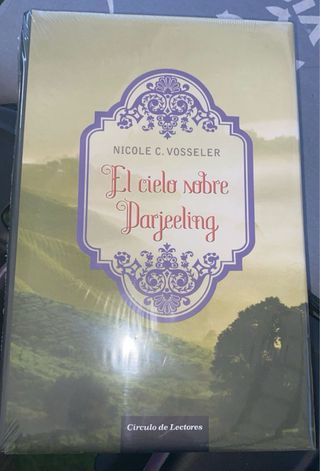 NICOLE C. VOSSELER
El cielo sobre
Darjeeling
Círculo de Lectores